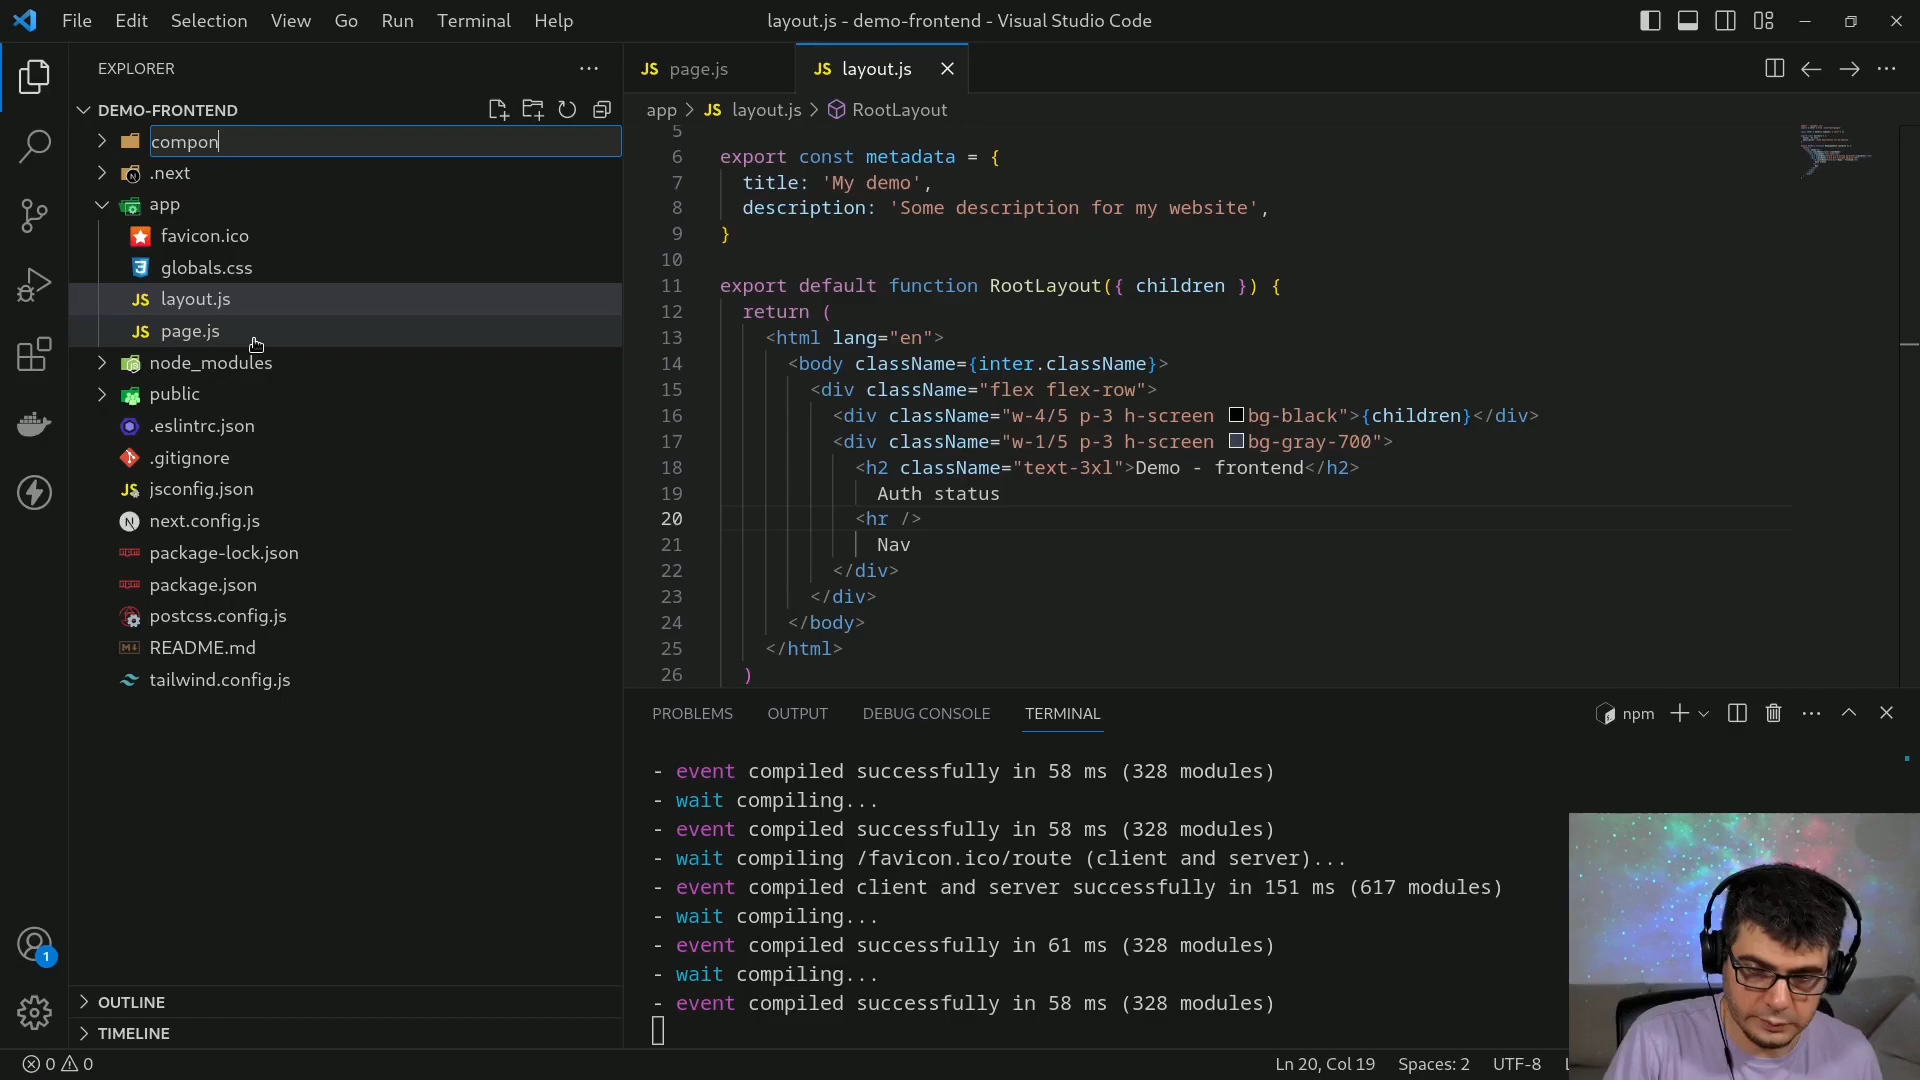 File Edit Selection View Go Run Terminal Help
layout.js - demo-frontend - Visual Studio Code
EXPLORER
DEMO-FRONTEND
compon
.next
app
favicon.ico
globals.css
layout.js
page.js
node_modules
public
.eslintrc.json
.gitignore
jsconfig.json
next.config.js
package-lock.json
package.json
postcss.config.js
README.md
tailwind.config.js
OUTLINE
TIMELINE
JS page.js JS layout.js
app > JS layout.js > RootLayout
5
6 export const metadata = {
7 title: 'My demo',
8 description: 'Some description for my website',
9 }
10
11 export default function RootLayout({ children }) {
12 return (
13 <html lang="en">
14 <body className={inter.className}>
15 <div className="flex flex-row">
16 <div className="w-4/5 p-3 h-screen bg-black">{children}</div>
17 <div className="w-1/5 p-3 h-screen bg-gray-700">
18 <h2 className="text-3xl">Demo - frontend</h2>
19 Auth status
20 <hr />
21 Nav
22 </div>
23 </div>
24 </body>
25 </html>
26 )
PROBLEMS OUTPUT DEBUG CONSOLE TERMINAL
npm
- event compiled successfully in 58 ms (328 modules)
- wait compiling...
- event compiled successfully in 58 ms (328 modules)
- wait compiling /favicon.ico/route (client and server)...
- event compiled client and server successfully in 151 ms (617 modules)
- wait compiling...
- event compiled successfully in 61 ms (328 modules)
- wait compiling...
- event compiled successfully in 58 ms (328 modules)
1
0 0
Ln 20, Col 19 Spaces: 2 UTF-8